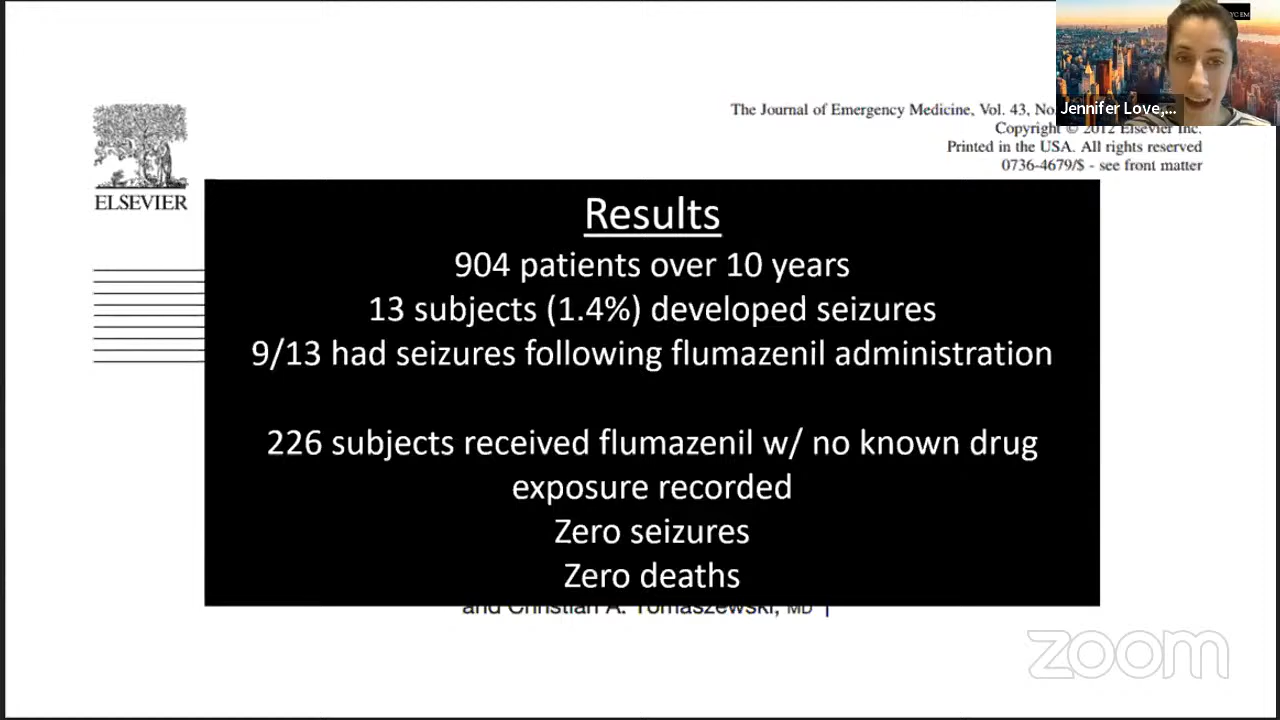 The Journal of Emergency Medicine, Vol. 43, No.
Jennifer Love,...
Copyright © 2012 Elsevier Inc.
Printed in the USA. All rights reserved
0736-4679/$ - see front matter
ELSEVIER
Results
904 patients over 10 years
13 subjects (1.4%) developed seizures
9/13 had seizures following flumazenil administration
226 subjects received flumazenil w/ no known drug
exposure recorded
Zero seizures
Zero deaths
and Christian A. Tomaszewski, MD
zoom